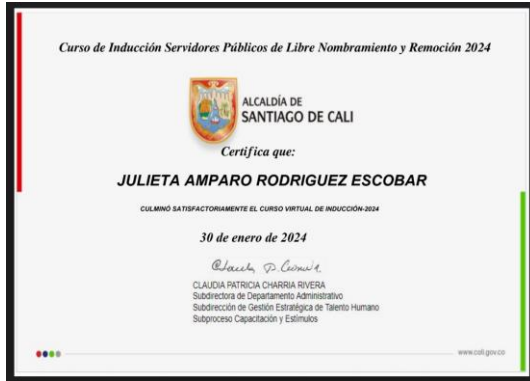 Curso de Inducción Servidores Públicos de Libre Nombramiento y Remoción 2024
ALCALDÍA DE
SANTIAGO DE CALI
Certifica que:
JULIETA AMPARO RODRIGUEZ ESCOBAR
CULMINÓ SATISFACTORIAMENTE EL CURSO VIRTUAL DE INDUCCIÓN-2024
30 de enero de 2024
CLAUDIA PATRICIA CHARRIA RIVERA
Subdirectora de Departamento Administrativo
Subdirección de Gestión Estratégica de Talento Humano
Subproceso Capacitación y Estímulos
www.cali.gov.co